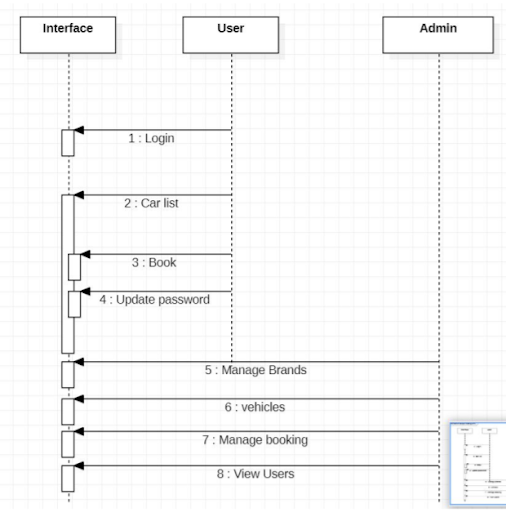 Interface
User
Admin
1 : Login
2 : Car list
3 : Book
4 : Update password
5 : Manage Brands
6 : vehicles
7 : Manage booking
8 : View Users